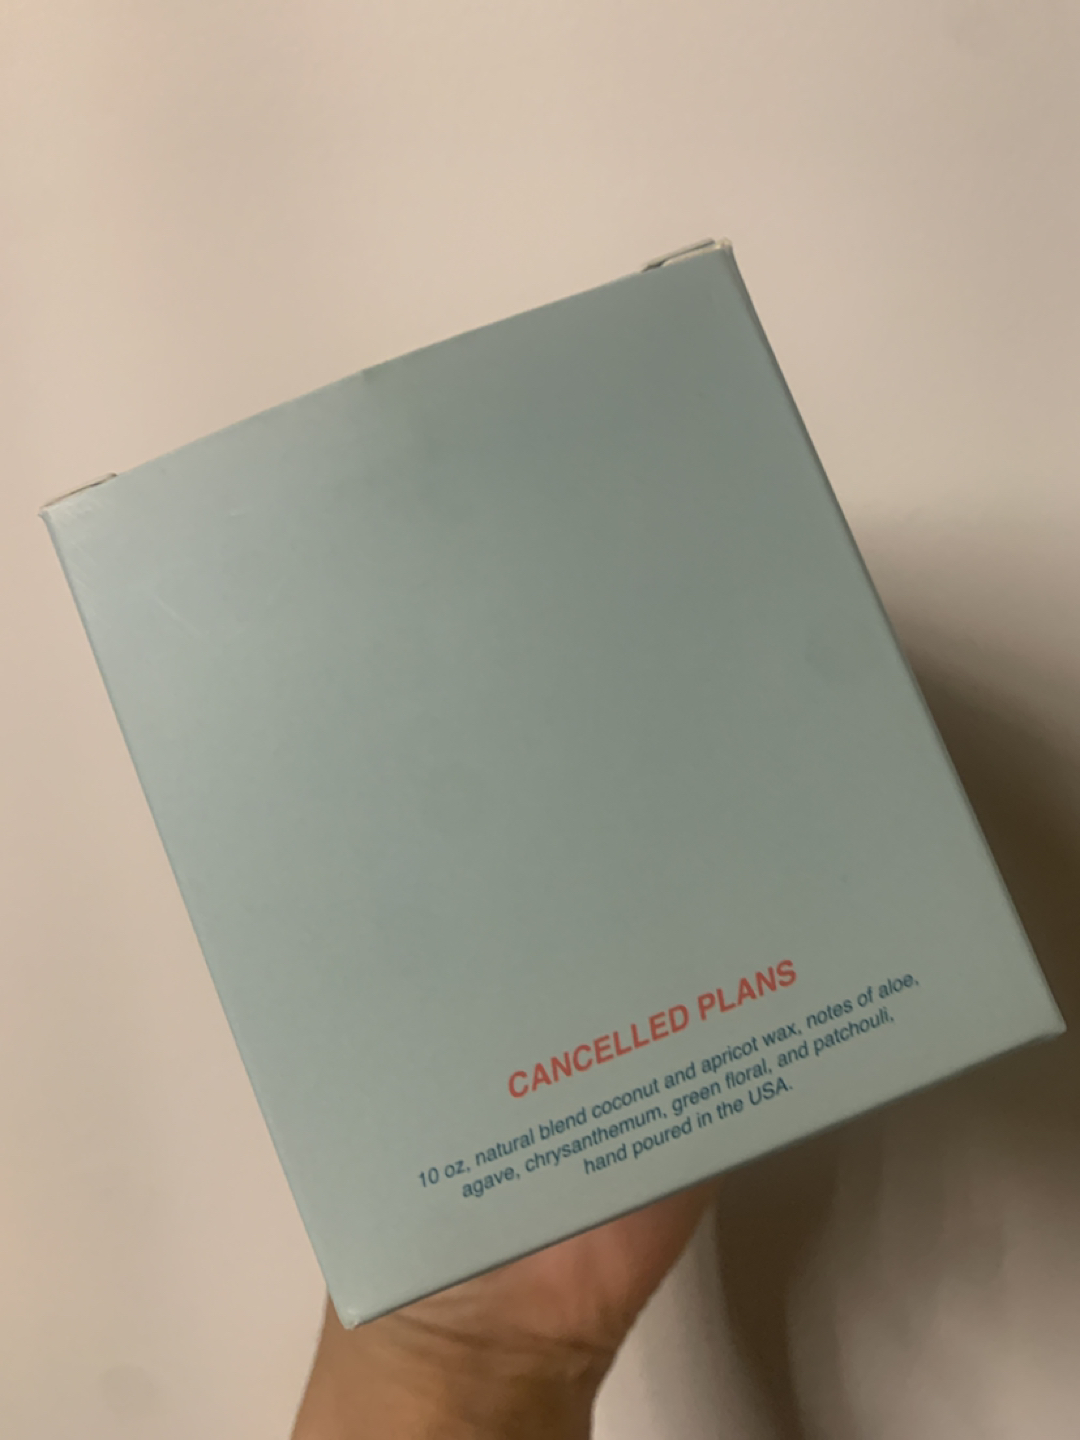 CANCELLED PLANS
10 oz, natural blend coconut and apricot wax, notes of aloe,
agave, chrysanthemum, green floral, and patchouli,
hand poured in the USA.